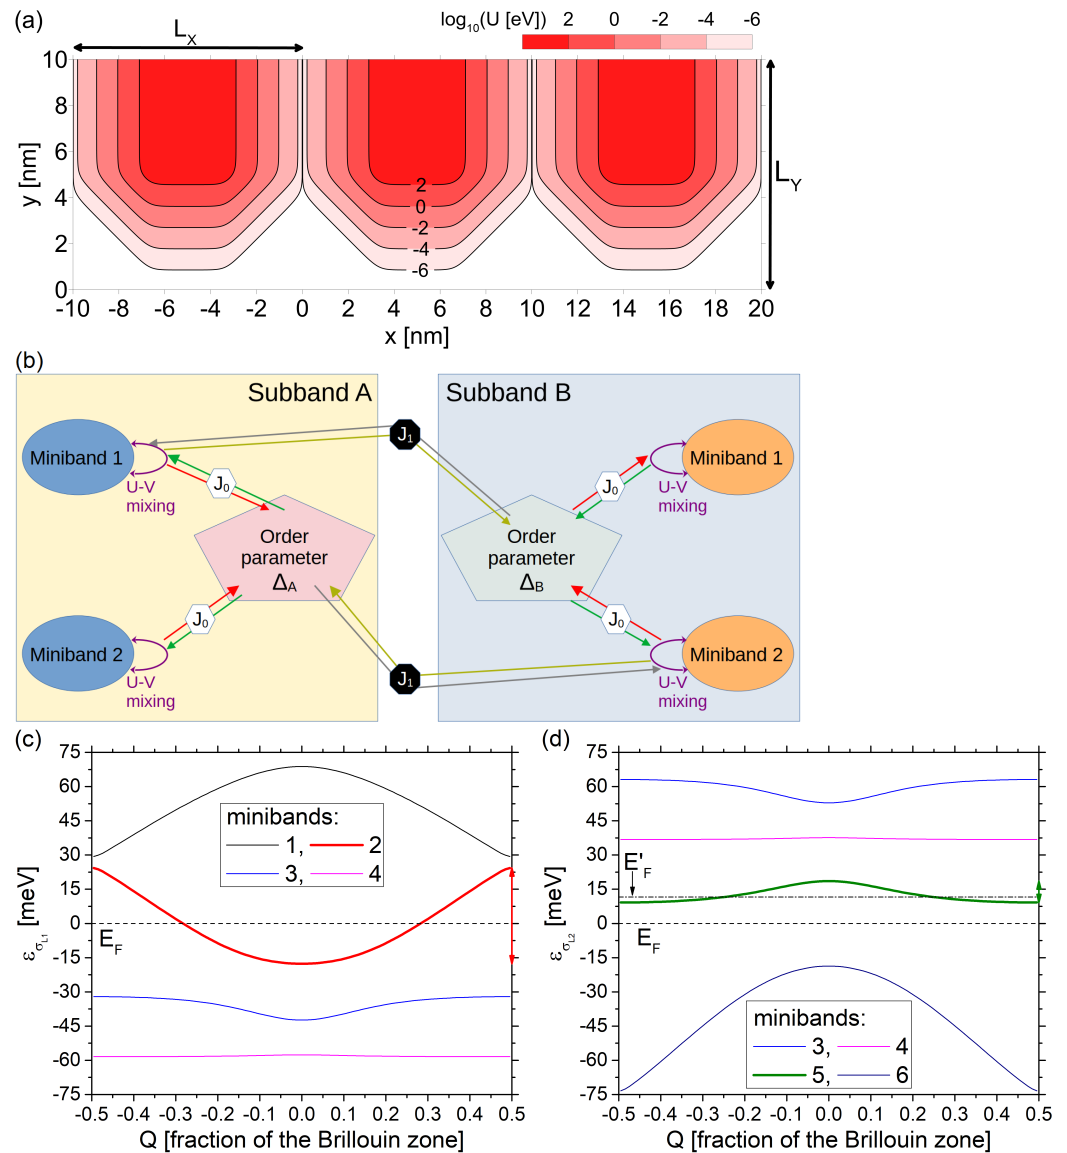 (a)
L_X
log₁₀(U [eV]) 2 0 -2 -4 -6
10
8
6
4
2
0
y [nm]
2
0
-2
-4
-6
L_Y
-10 -8 -6 -4 -2 0 2 4 6 8 10 12 14 16 18 20
x [nm]
(b)
Subband A
Subband B
Miniband 1
U-V
mixing
J₀
J₁
J₀
U-V
mixing
Miniband 1
Order
parameter
Δ_A
Order
parameter
Δ_B
Miniband 2
U-V
mixing
J₀
J₁
J₀
U-V
mixing
Miniband 2
(c)
75
60
45
30
15
0
-15
-30
-45
-60
-75
ε_σL1 [meV]
minibands:
1, 2
3, 4
E_F
-0.5 -0.4 -0.3 -0.2 -0.1 0.0 0.1 0.2 0.3 0.4 0.5
Q [fraction of the Brillouin zone]
(d)
75
60
45
30
15
0
-15
-30
-45
-60
-75
ε_σL2 [meV]
E'_F
E_F
minibands:
3, 4
5, 6
-0.5 -0.4 -0.3 -0.2 -0.1 0.0 0.1 0.2 0.3 0.4 0.5
Q [fraction of the Brillouin zone]